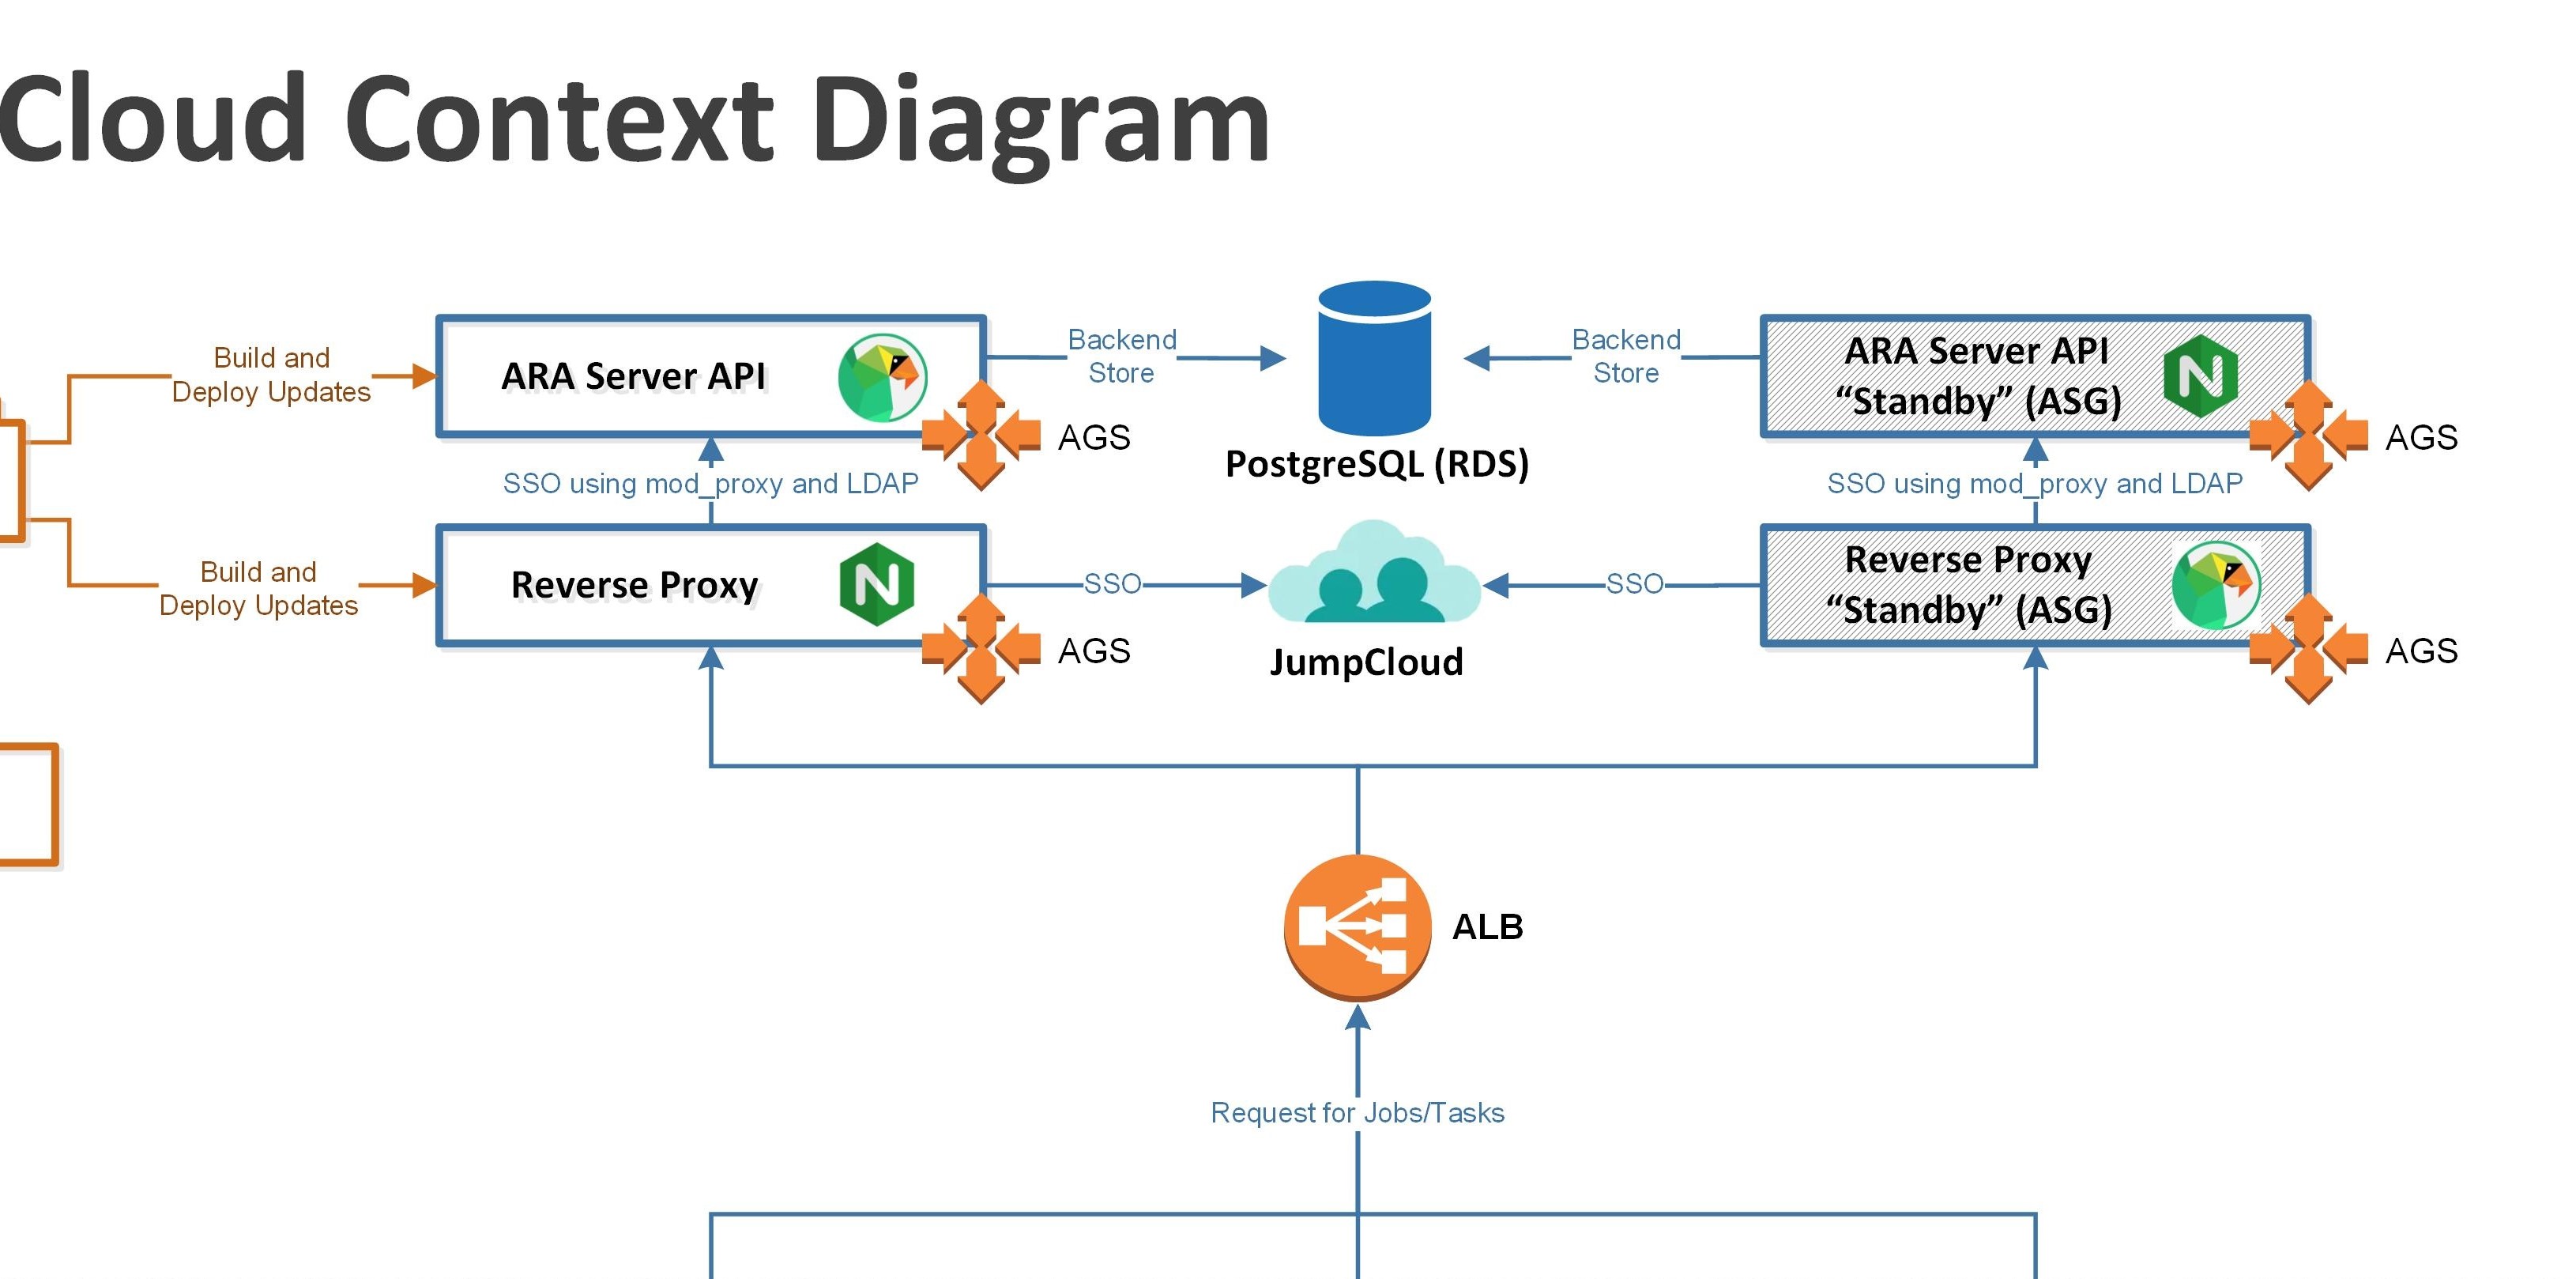 Cloud Context Diagram
Build and
Deploy Updates
ARA Server API
AGS
Backend
Store
PostgreSQL (RDS)
Backend
Store
ARA Server API
“Standby” (ASG)
AGS
SSO using mod_proxy and LDAP
SSO using mod_proxy and LDAP
Build and
Deploy Updates
Reverse Proxy
AGS
SSO
JumpCloud
SSO
Reverse Proxy
“Standby” (ASG)
AGS
ALB
Request for Jobs/Tasks